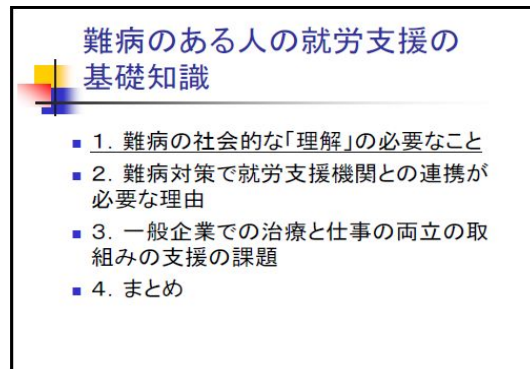 難病のある人の就労支援の
基礎知識
1．難病の社会的な「理解」の必要なこと
2．難病対策で就労支援機関との連携が
必要な理由
3．一般企業での治療と仕事の両立の取
組みの支援の課題
4．まとめ